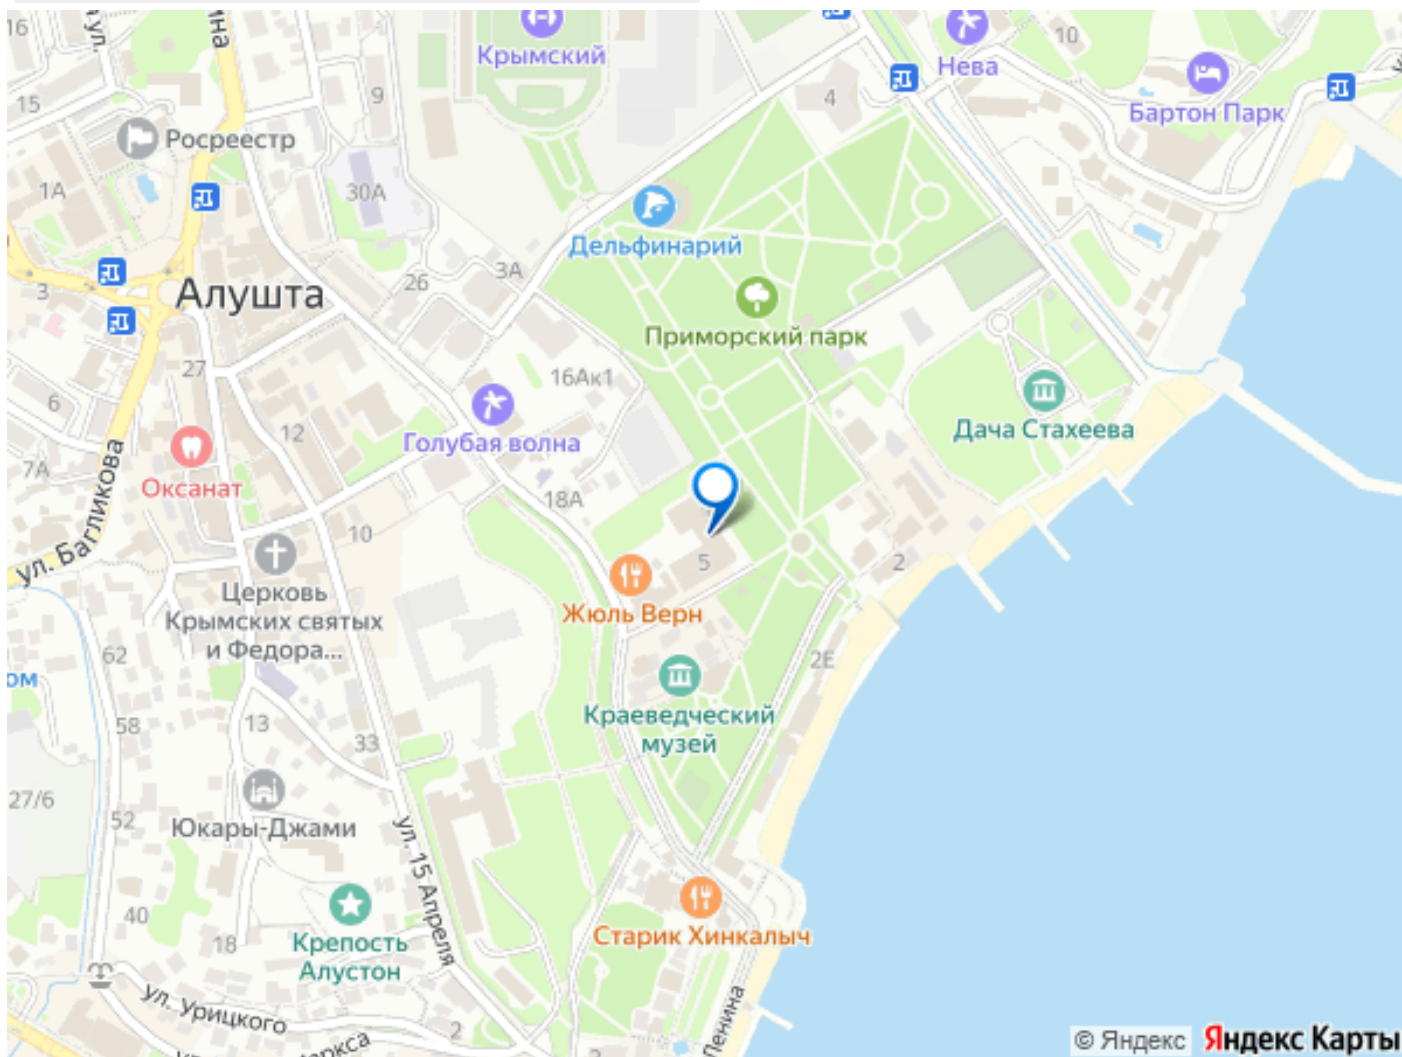 16
ул.
ина
Крымский
Нева
10
Бартон Парк
15
9
4
Росреестр
1А
30А
Дельфинарий
3А
26
3
Алушта
Приморский парк
27
16Ак1
6
12
Голубая волна
Дача Стахеева
7А
Оксанат
18А
10
ул. Багликова
5
2
Церковь
Крымских святых
и Федора...
Жюль Верн
62
2Е
ом
58
13
33
Краеведческий
музей
27/6
52
Юкары-Джами
ул. 15 Апреля
40
18
Крепость
Алустон
Старик Хинкалыч
ул. Урицкого
2
Ленина
аркса
© Яндекс Яндекс Карты